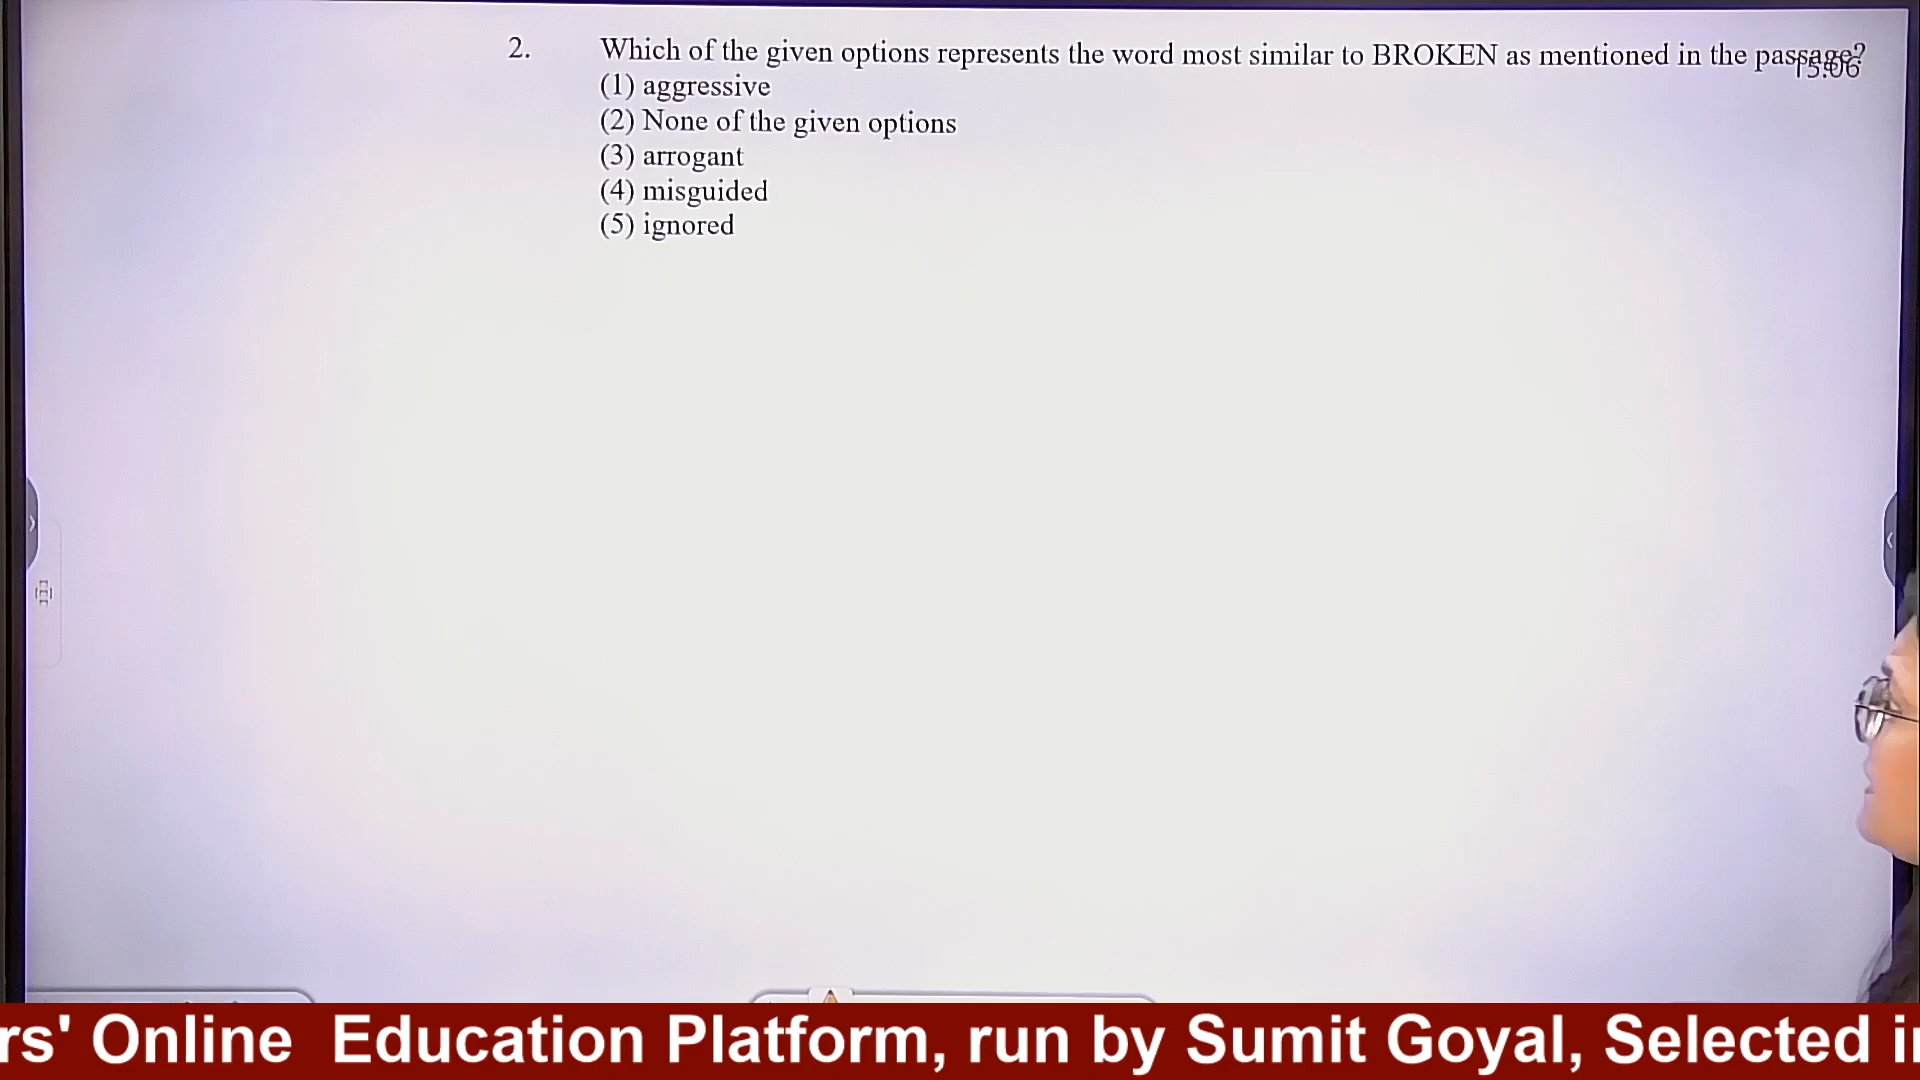 2. Which of the given options represents the word most similar to BROKEN as mentioned in the passage?
15:06
(1) aggressive
(2) None of the given options
(3) arrogant
(4) misguided
(5) ignored
rs' Online Education Platform, run by Sumit Goyal, Selected in